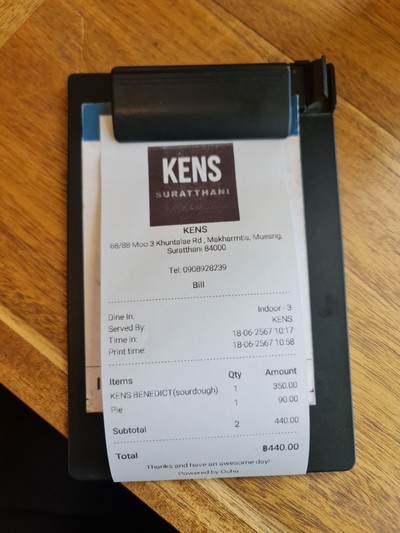 KENS
SURATTHANI
KENS
68/88 Moo 3 Khuntalae Rd , Makharmtia, Mueang,
Suratthani 84000
Tel: 0908928239
Bill
Dine In: Indoor - 3
Served By: KENS
Time in: 18-06-2567 10:17
Print time: 18-06-2567 10:58
Items Qty Amount
KENS BENEDICT(sourdough) 1 350.00
Pie 1 90.00
Subtotal 2 440.00
Total ฿440.00
Thanks and have an awesome day!
Powered by Ocha